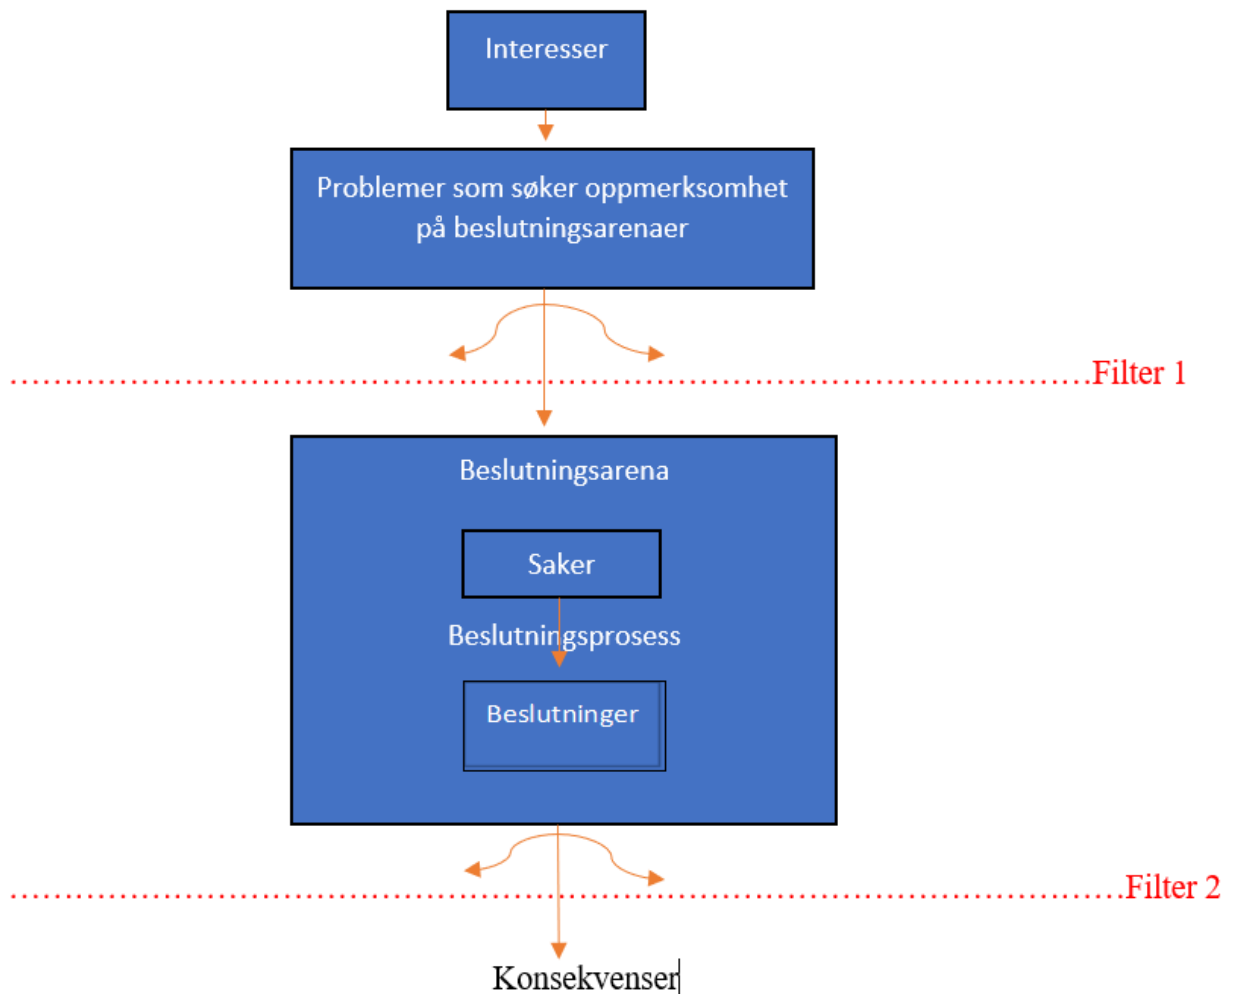 Interesser
Problemer som søker oppmerksomhet
på beslutningsarenaer
Filter 1
Beslutningsarena
Saker
Beslutningsprosess
Beslutninger
Filter 2
Konsekvenser